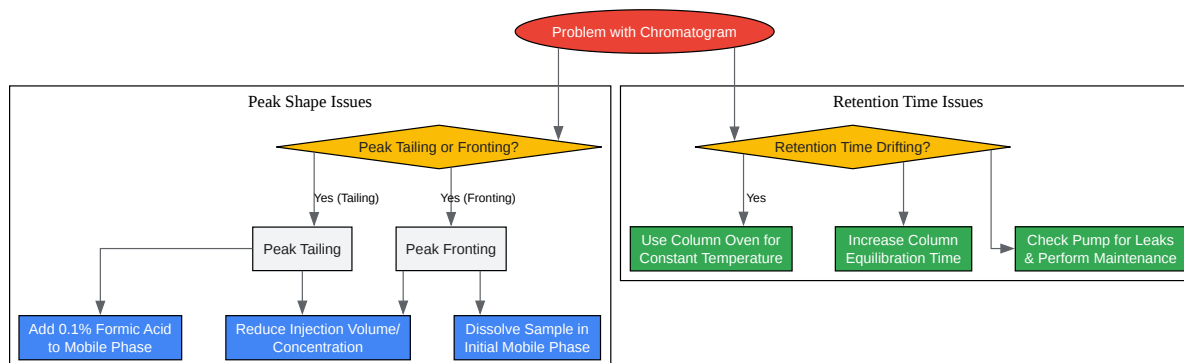 Problem with Chromatogram
Peak Shape Issues
Peak Tailing or Fronting?
Yes (Tailing)
Yes (Fronting)
Peak Tailing
Peak Fronting
Add 0.1% Formic Acid
to Mobile Phase
Reduce Injection Volume/
Concentration
Dissolve Sample in
Initial Mobile Phase
Retention Time Issues
Retention Time Drifting?
Yes
Use Column Oven for
Constant Temperature
Increase Column
Equilibration Time
Check Pump for Leaks
& Perform Maintenance